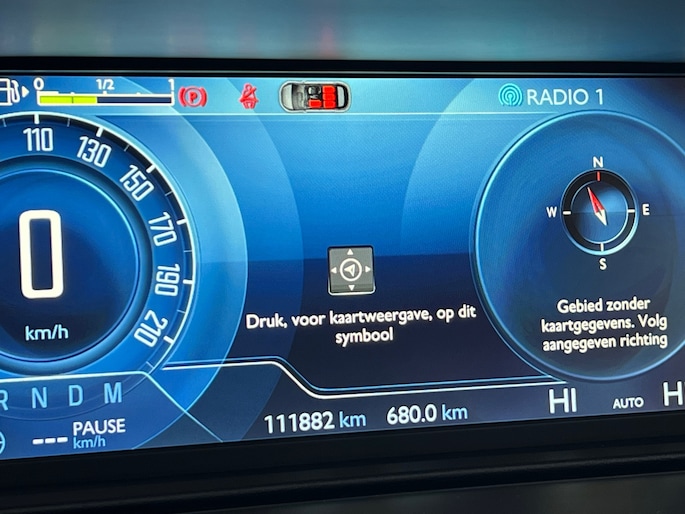 0 1/2 1
RADIO 1
110
130
150
170
190
210
0
km/h
N
W E
S
Druk, voor kaartweergave, op dit
symbool
Gebied zonder
kaartgegevens. Volg
aangegeven richting
R N D M
--- PAUSE
km/h
111882 km 680.0 km
HI AUTO H